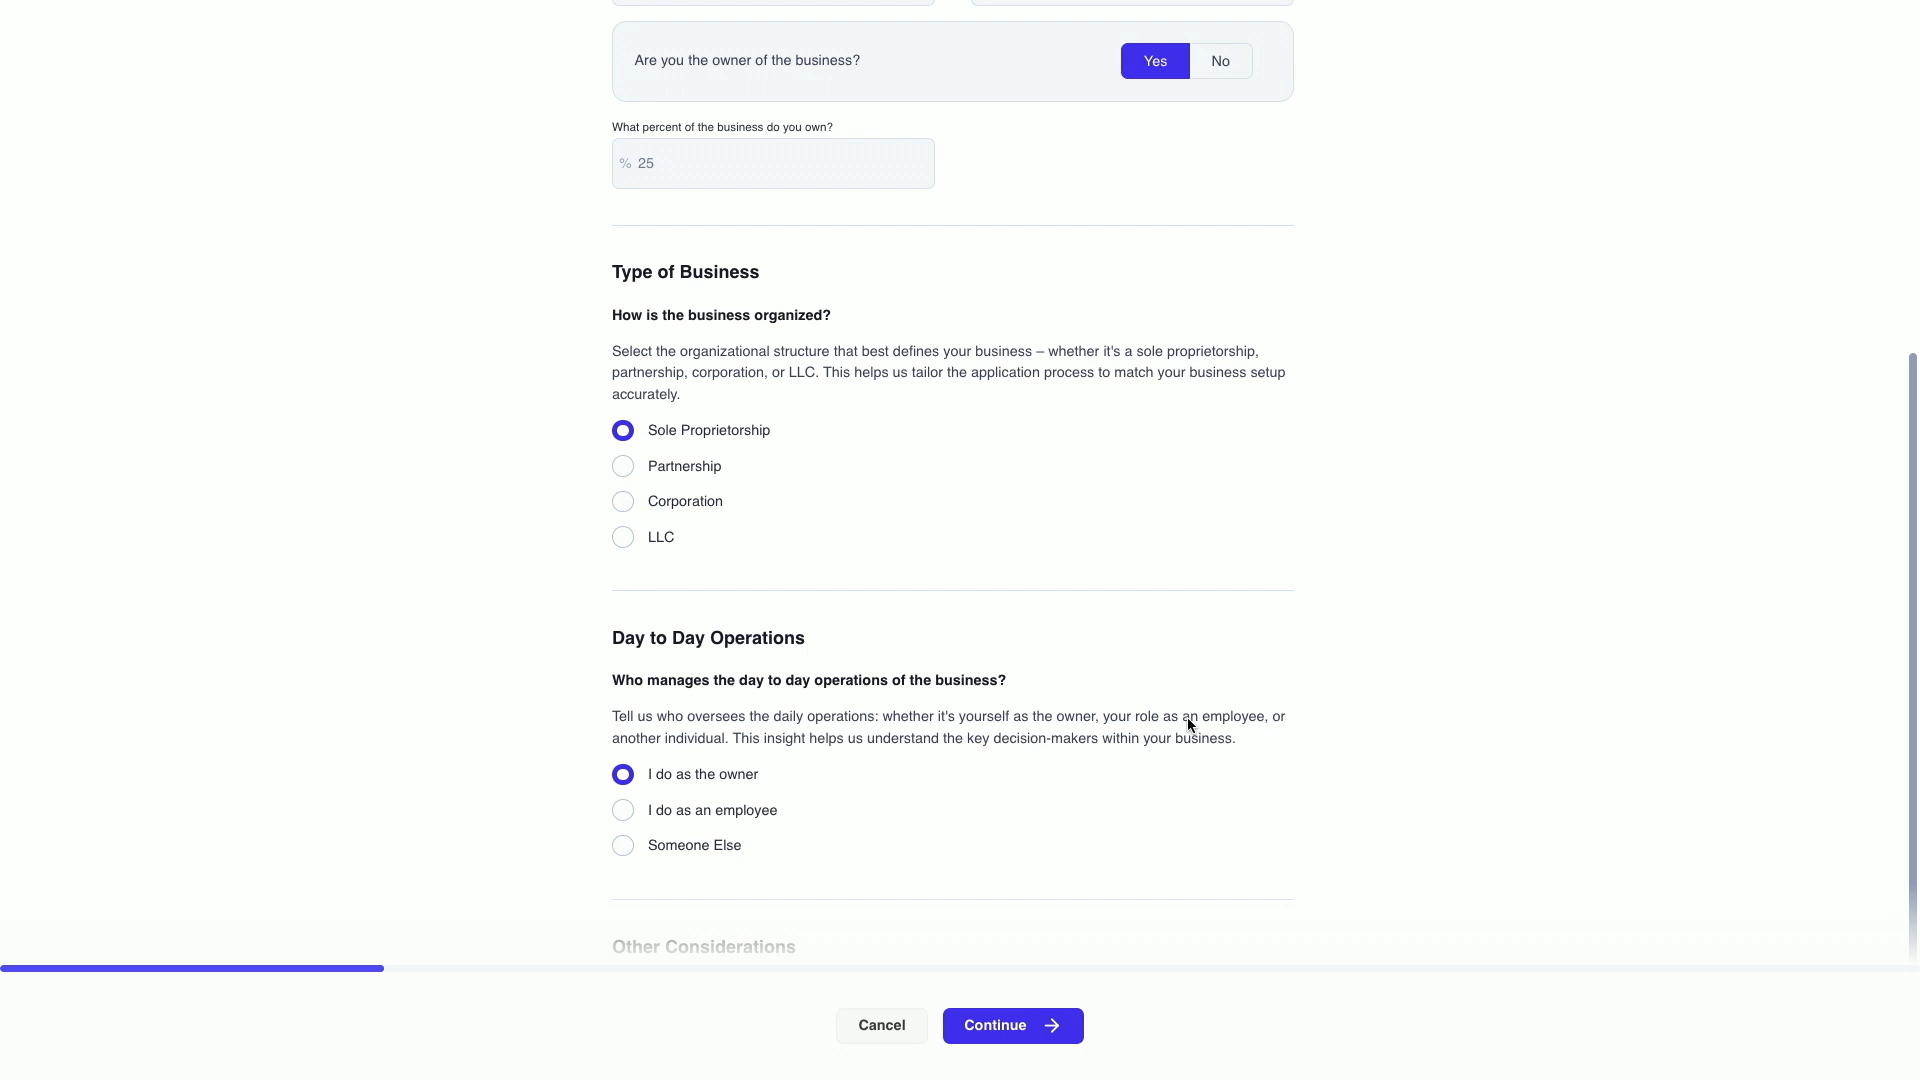 Are you the owner of the business?
Yes
No
What percent of the business do you own?
% 25
Type of Business
How is the business organized?
Select the organizational structure that best defines your business – whether it's a sole proprietorship,
partnership, corporation, or LLC. This helps us tailor the application process to match your business setup
accurately.
Sole Proprietorship
Partnership
Corporation
LLC
Day to Day Operations
Who manages the day to day operations of the business?
Tell us who oversees the daily operations: whether it's yourself as the owner, your role as an employee, or
another individual. This insight helps us understand the key decision-makers within your business.
I do as the owner
I do as an employee
Someone Else
Other Considerations
Cancel
Continue